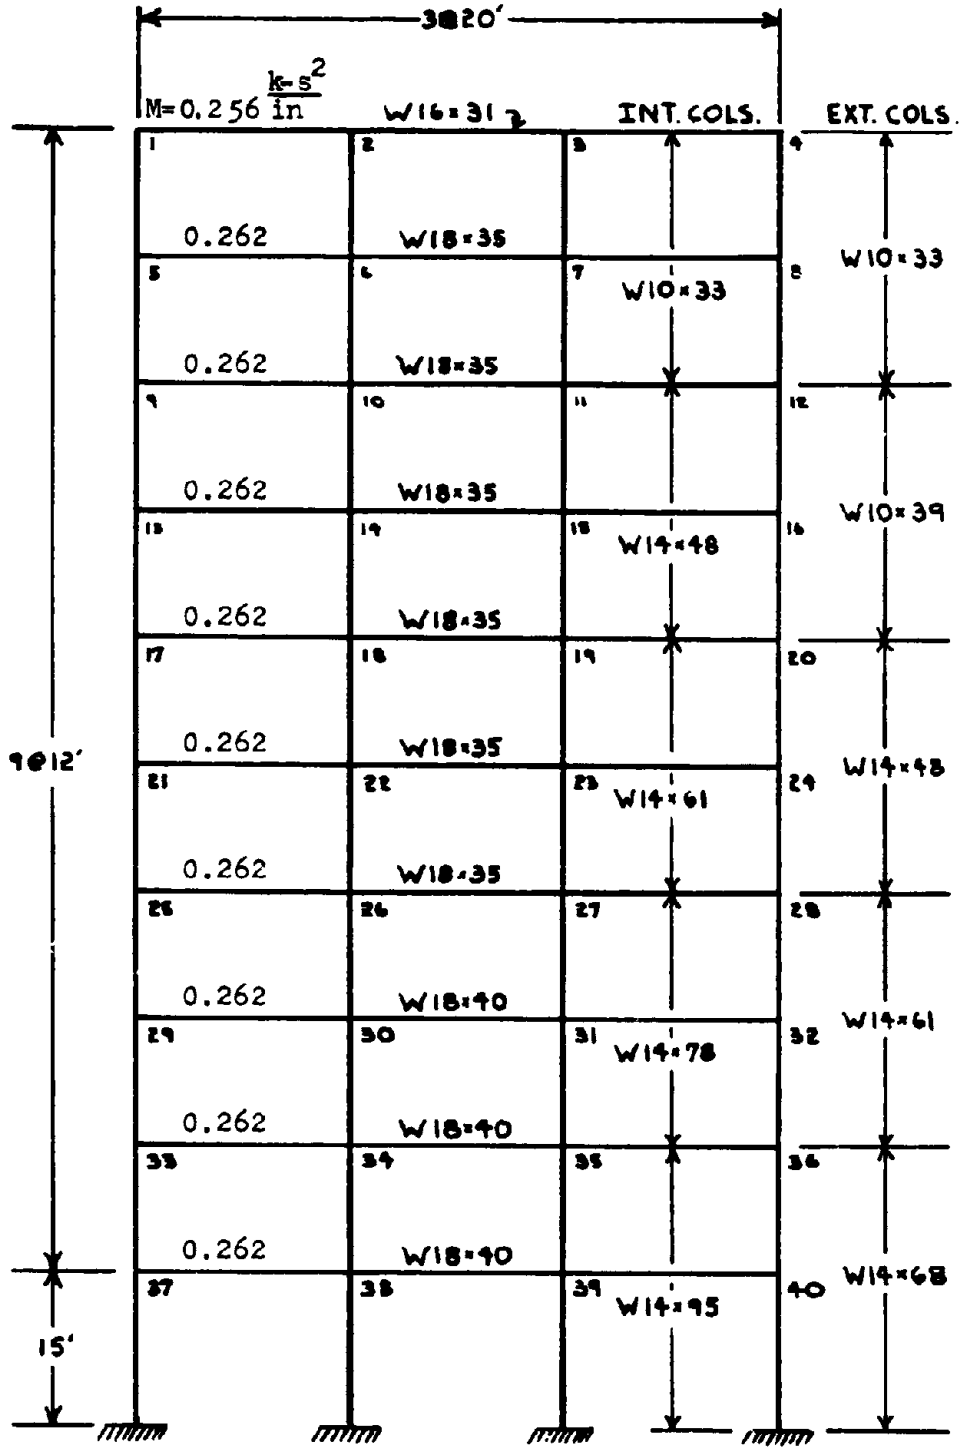 3@20'
M=0.256 k-s²/in W16×31 INT. COLS. EXT. COLS.
1 2 3 4
0.262 W18×35 W10×33
5 6 7 8
W10×33
0.262 W18×35
9 10 11 12
0.262 W18×35 W10×39
13 14 15 16
W14×48
0.262 W18×35
17 18 19 20
0.262 W18×35
9@12' W14×48
21 22 23 24
W14×61
0.262 W18×35
25 26 27 28
0.262 W18×40
W14×61
29 30 31 32
W14×78
0.262 W18×40
33 34 35 36
0.262 W18×40
W14×68
37 38 39 40
W14×95
15'